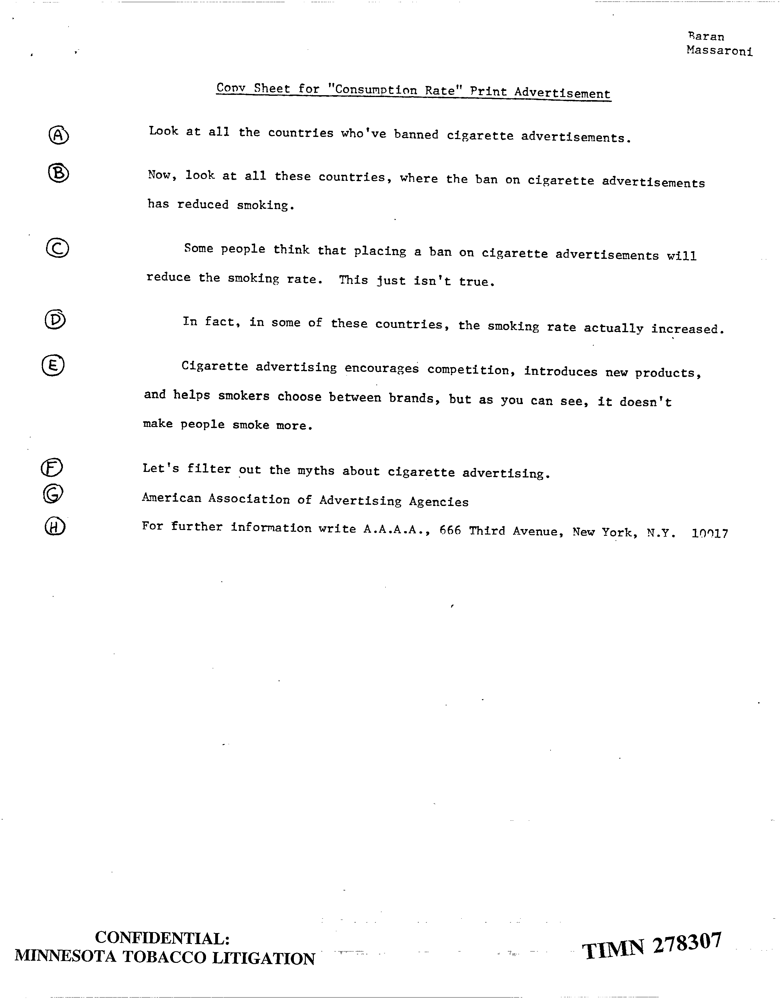 Baran
Massaroni
Copy Sheet for "Consumption Rate" Print Advertisement
(A) Look at all the countries who've banned cigarette advertisements.
(B) Now, look at all these countries, where the ban on cigarette advertisements
has reduced smoking.
(C) Some people think that placing a ban on cigarette advertisements will
reduce the smoking rate. This just isn't true.
(D) In fact, in some of these countries, the smoking rate actually increased.
(E) Cigarette advertising encourages competition, introduces new products,
and helps smokers choose between brands, but as you can see, it doesn't
make people smoke more.
(F) Let's filter out the myths about cigarette advertising.
(G) American Association of Advertising Agencies
(H) For further information write A.A.A.A., 666 Third Avenue, New York, N.Y. 10017
CONFIDENTIAL:
MINNESOTA TOBACCO LITIGATION
TIMN 278307